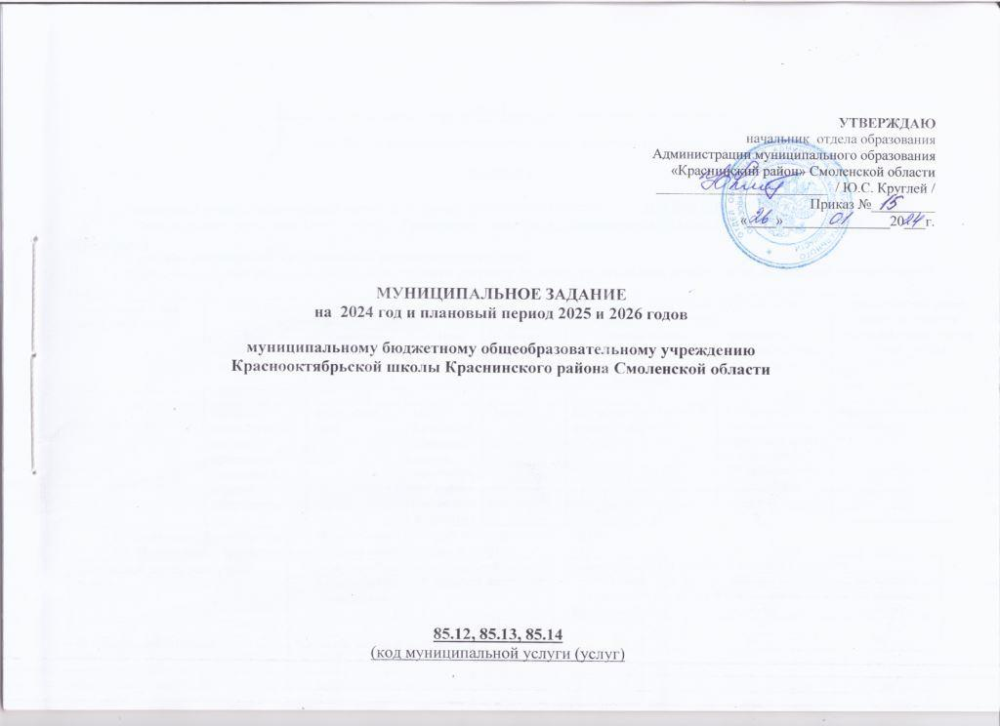 УТВЕРЖДАЮ
начальник отдела образования
Администрации муниципального образования
«Краснинский район» Смоленской области
/ Ю.С. Круглей /
Приказ № 15
« 26 » 01 2024 г.
МУНИЦИПАЛЬНОЕ ЗАДАНИЕ
на 2024 год и плановый период 2025 и 2026 годов
муниципальному бюджетному общеобразовательному учреждению
Краснооктябрьской школы Краснинского района Смоленской области
85.12, 85.13, 85.14
(код муниципальной услуги (услуг)